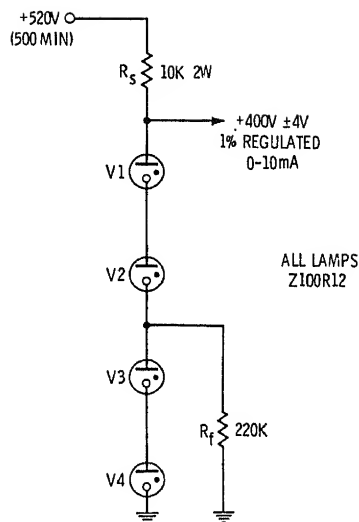 +520V
(500 MIN)
Rs 10K 2W
+400V ±4V
1% REGULATED
0-10mA
V1
V2
ALL LAMPS
Z100R12
V3
Rf 220K
V4